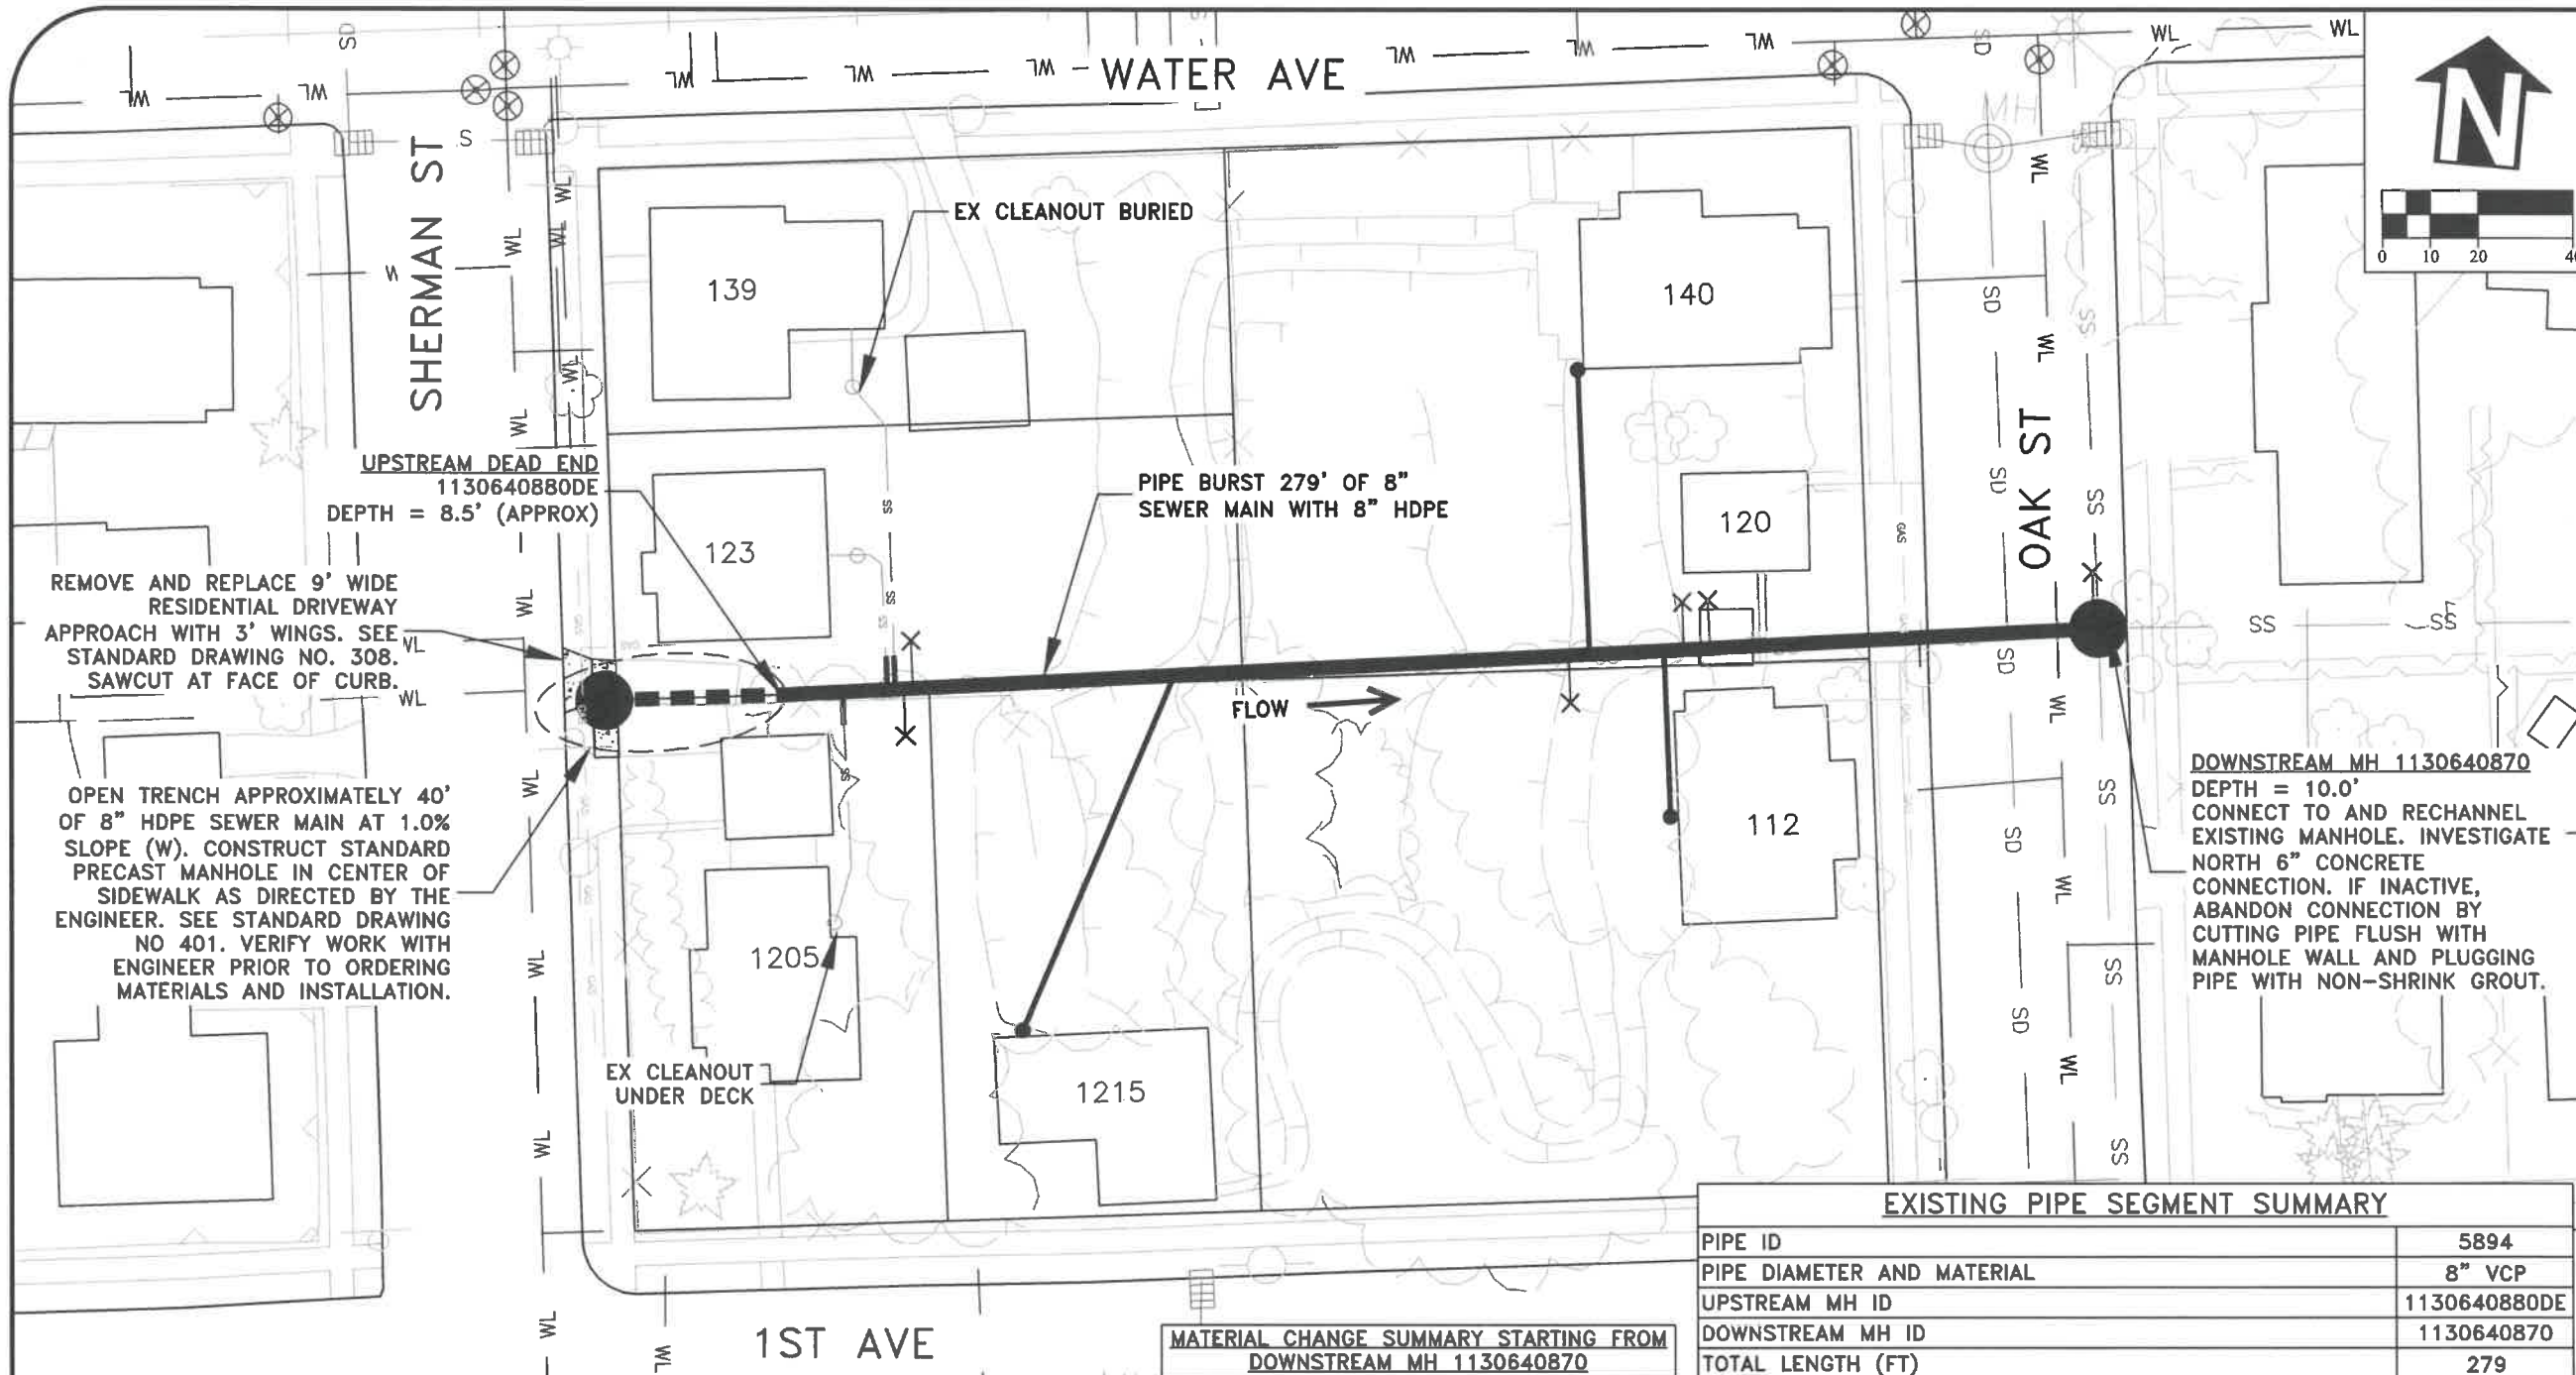 WATER AVE
SHERMAN ST
OAK ST
1ST AVE
N
0 10 20
MH
EX CLEANOUT BURIED
139
140
UPSTREAM DEAD END
1130640880DE
DEPTH = 8.5' (APPROX)
PIPE BURST 279' OF 8"
SEWER MAIN WITH 8" HDPE
123
120
REMOVE AND REPLACE 9' WIDE
RESIDENTIAL DRIVEWAY
APPROACH WITH 3' WINGS. SEE
STANDARD DRAWING NO. 308.
SAWCUT AT FACE OF CURB.
FLOW
OPEN TRENCH APPROXIMATELY 40'
OF 8" HDPE SEWER MAIN AT 1.0%
SLOPE (W). CONSTRUCT STANDARD
PRECAST MANHOLE IN CENTER OF
SIDEWALK AS DIRECTED BY THE
ENGINEER. SEE STANDARD DRAWING
NO 401. VERIFY WORK WITH
ENGINEER PRIOR TO ORDERING
MATERIALS AND INSTALLATION.
DOWNSTREAM MH 1130640870
DEPTH = 10.0'
CONNECT TO AND RECHANNEL
EXISTING MANHOLE. INVESTIGATE
NORTH 6" CONCRETE
CONNECTION. IF INACTIVE,
ABANDON CONNECTION BY
CUTTING PIPE FLUSH WITH
MANHOLE WALL AND PLUGGING
PIPE WITH NON-SHRINK GROUT.
112
1205
EX CLEANOUT
UNDER DECK
1215
WL
SD
SS
GAS
S
W
EXISTING PIPE SEGMENT SUMMARY
PIPE ID 5894
PIPE DIAMETER AND MATERIAL 8" VCP
UPSTREAM MH ID 1130640880DE
DOWNSTREAM MH ID 1130640870
TOTAL LENGTH (FT) 279
MATERIAL CHANGE SUMMARY STARTING FROM
DOWNSTREAM MH 1130640870